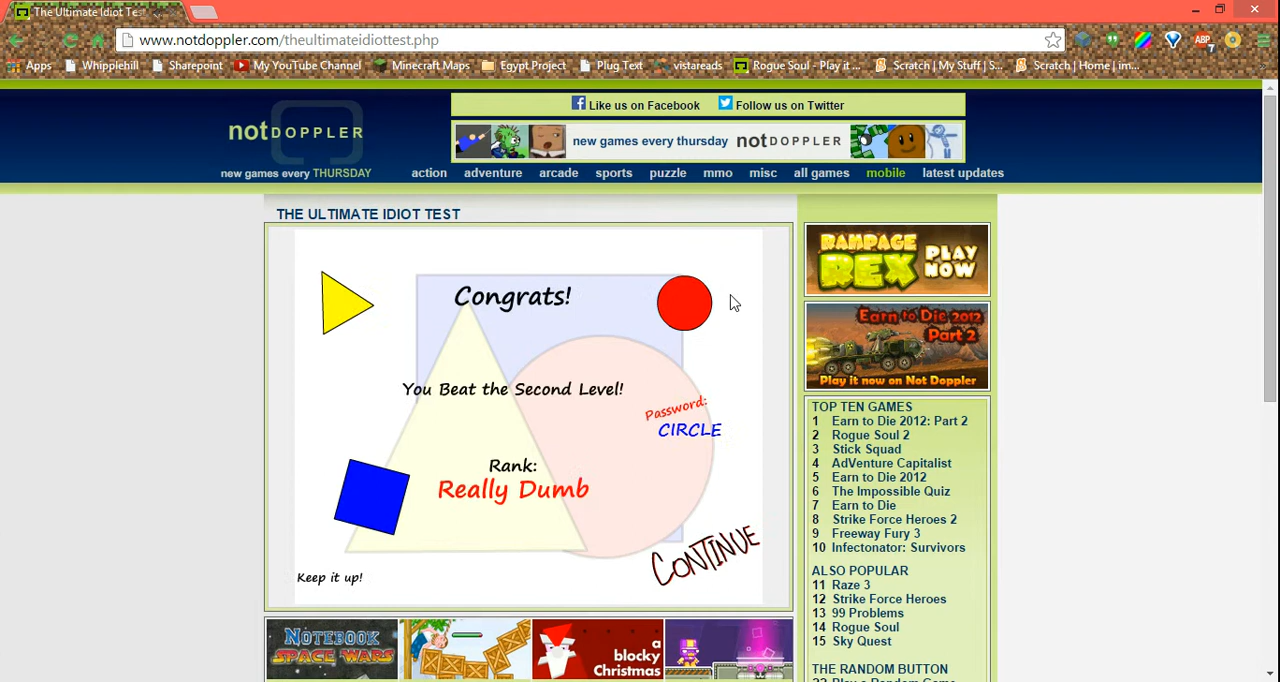 The Ultimate Idiot Tes
www.notdoppler.com/theultimateidiottest.php
ABP
7
Apps
Whipplehill
Sharepoint
My YouTube Channel
Minecraft Maps
Egypt Project
Plug Text
vistareads
Rogue Soul - Play it ...
Scratch | My Stuff | S...
Scratch | Home | im...
Like us on Facebook
Follow us on Twitter
notDOPPLER
new games every THURSDAY
new games every thursday notDOPPLER
action
adventure
arcade
sports
puzzle
mmo
misc
all games
mobile
latest updates
THE ULTIMATE IDIOT TEST
Congrats!
You Beat the Second Level!
Password:
CIRCLE
Rank:
Really Dumb
CONTINUE
Keep it up!
RAMPAGE
REX
PLAY
NOW
Earn to Die 2012
Part 2
Play it now on Not Doppler
TOP TEN GAMES
1 Earn to Die 2012: Part 2
2 Rogue Soul 2
3 Stick Squad
4 AdVenture Capitalist
5 Earn to Die 2012
6 The Impossible Quiz
7 Earn to Die
8 Strike Force Heroes 2
9 Freeway Fury 3
10 Infectonator: Survivors
ALSO POPULAR
11 Raze 3
12 Strike Force Heroes
13 99 Problems
14 Rogue Soul
15 Sky Quest
THE RANDOM BUTTON
NOTEBOOK
SPACE WARS
a
blocky
Christmas